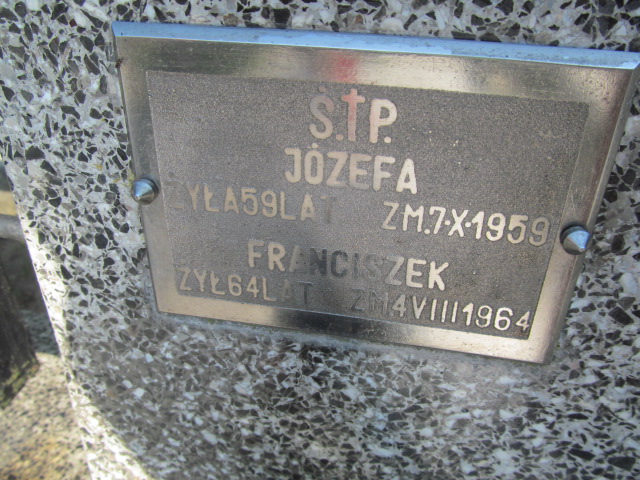 Ś.†P.
JÓZEFA
ŻYŁA 59 LAT ZM.7·X·1959
FRANCISZEK
ŻYŁ 64 LAT ZM 4 VIII 1964